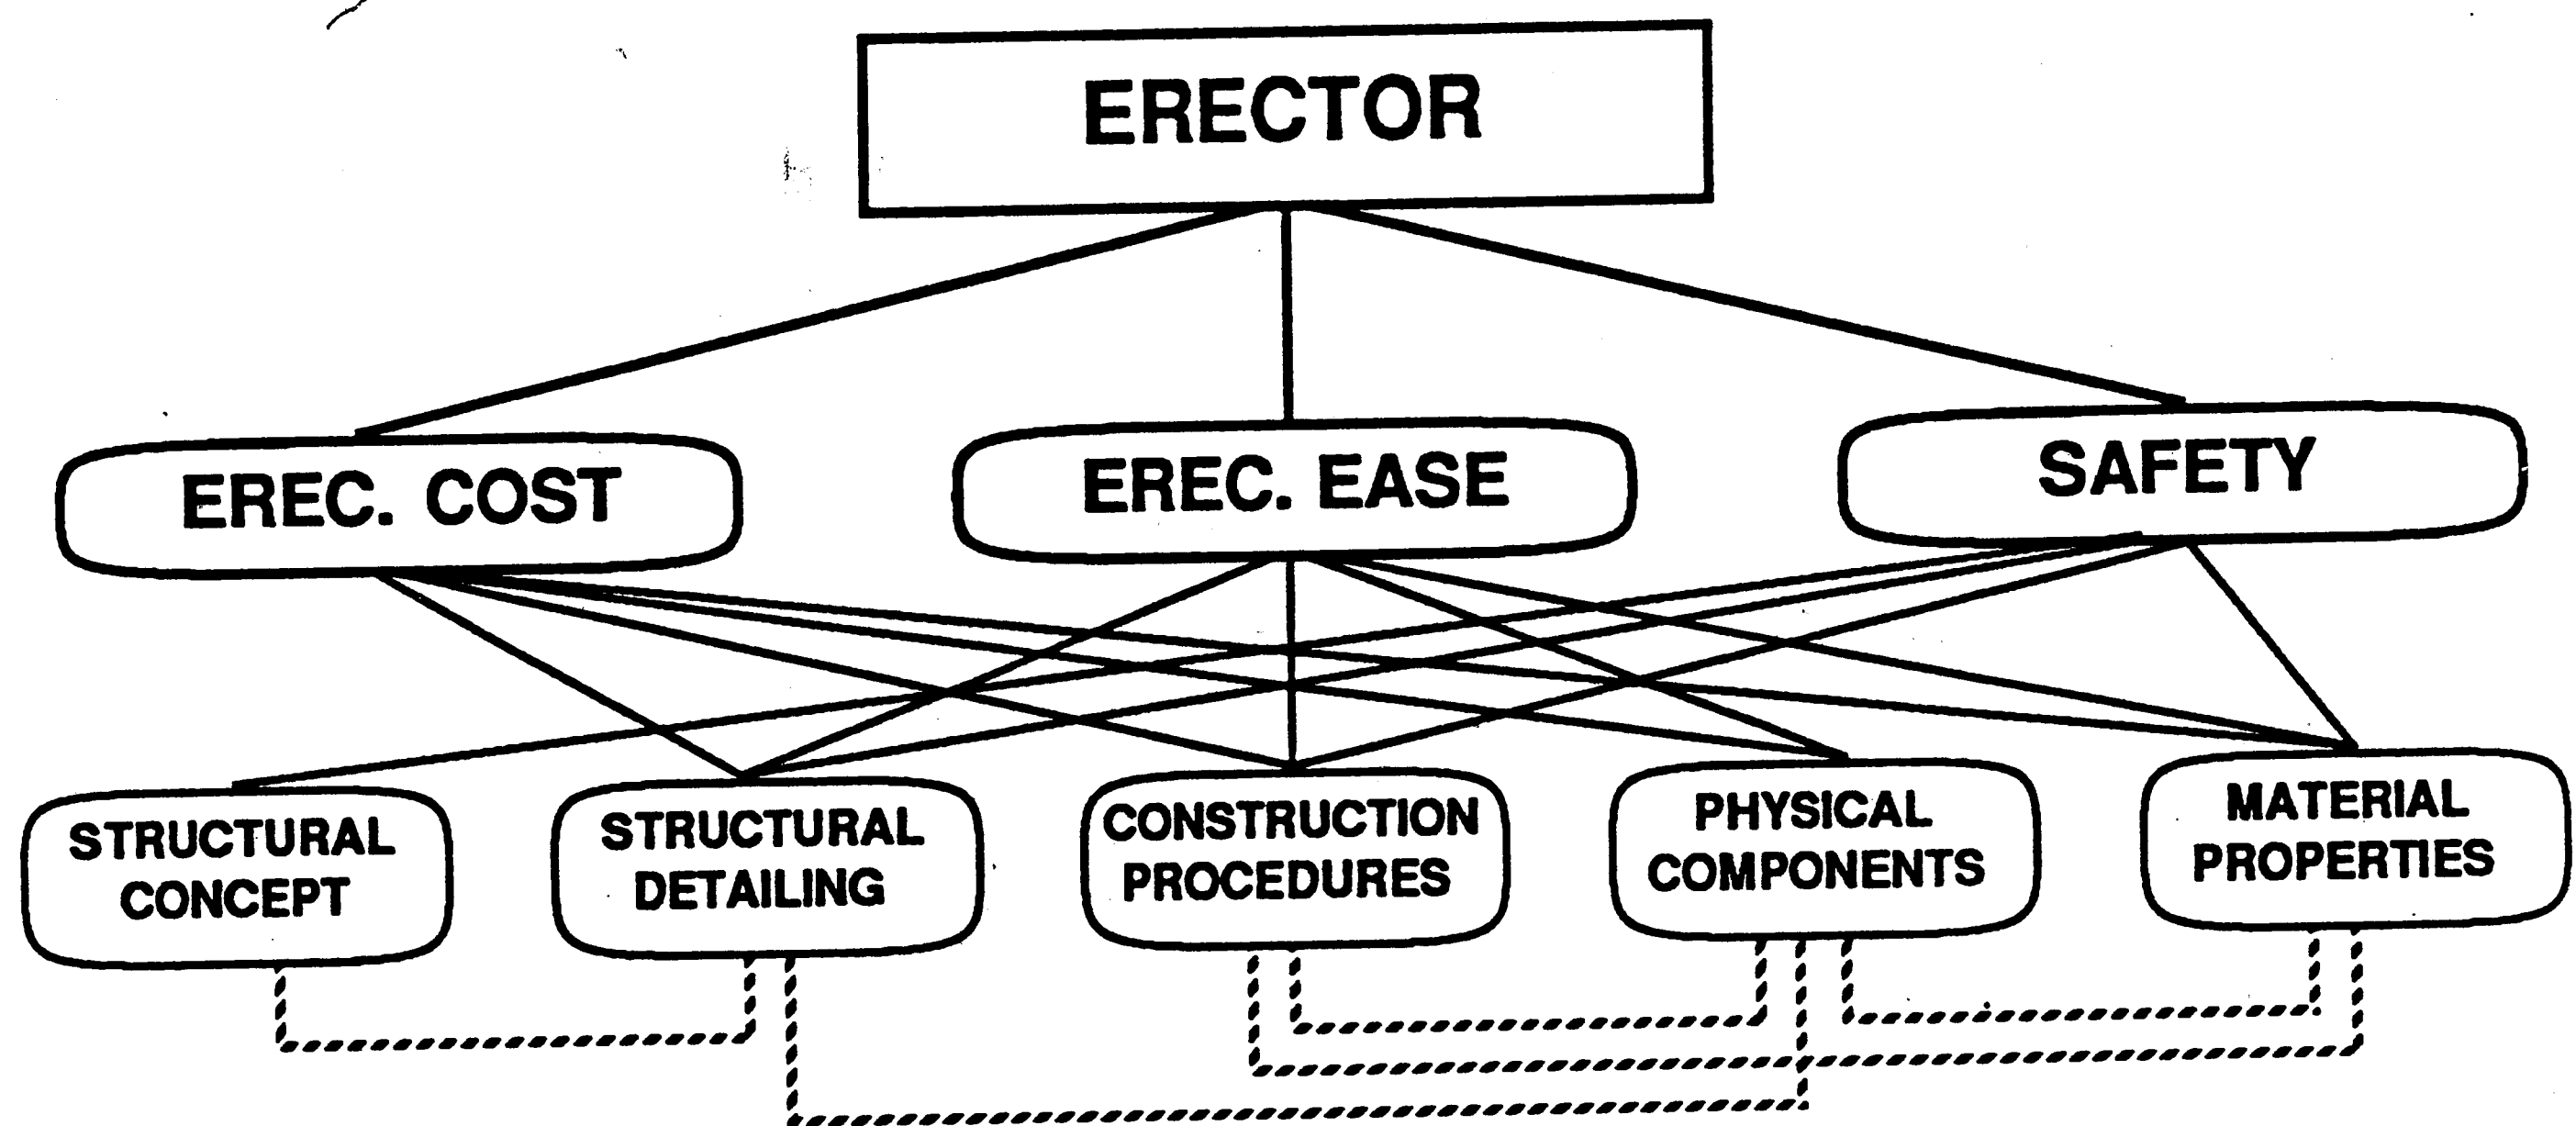 ERECTOR
EREC. COST
EREC. EASE
SAFETY
STRUCTURAL
CONCEPT
STRUCTURAL
DETAILING
CONSTRUCTION
PROCEDURES
PHYSICAL
COMPONENTS
MATERIAL
PROPERTIES